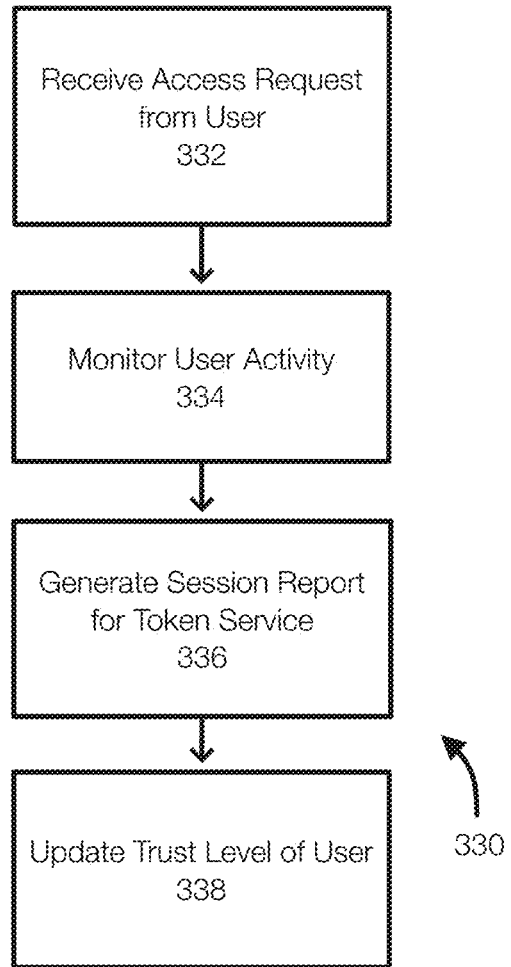 Receive Access Request
from User
332
Monitor User Activity
334
Generate Session Report
for Token Service
336
Update Trust Level of User
338
330